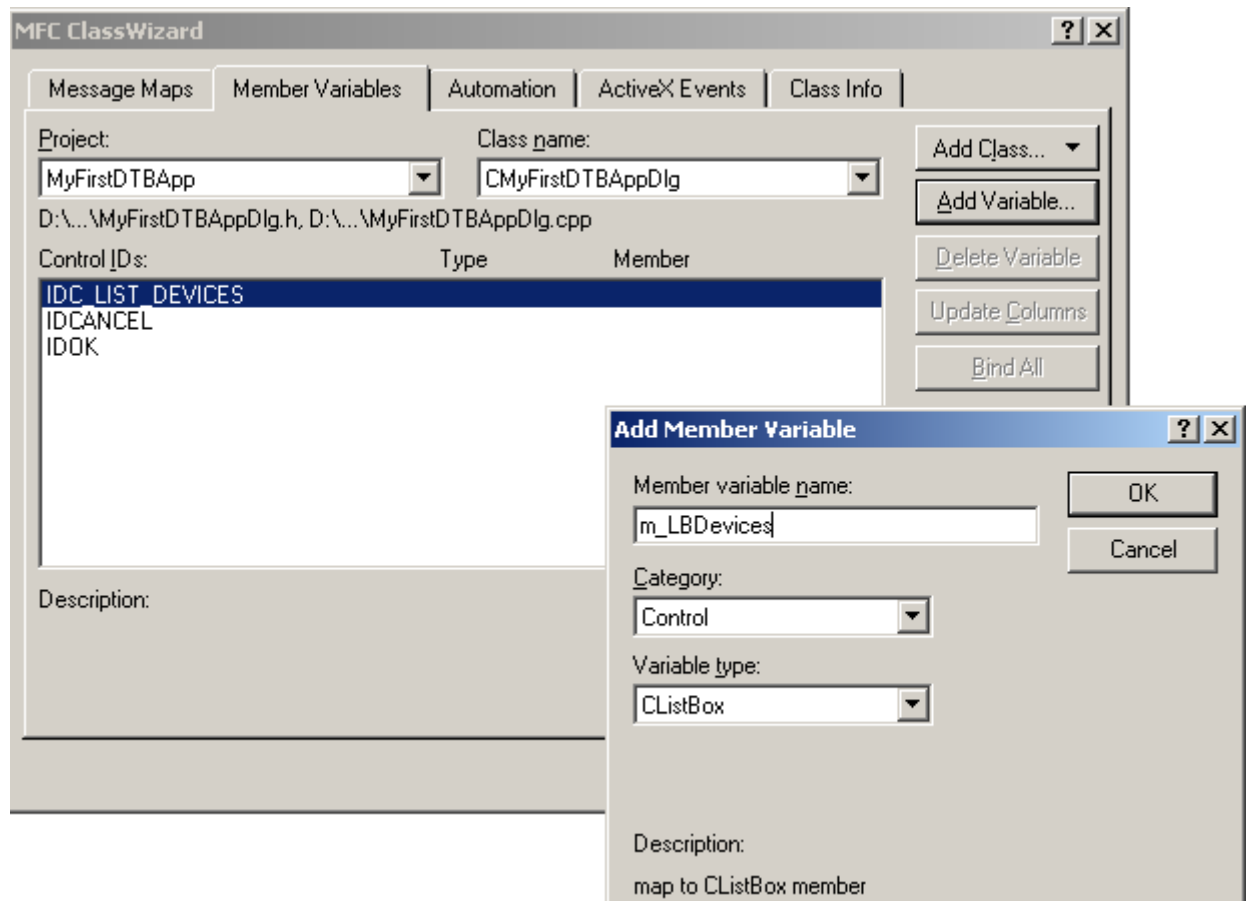 MFC ClassWizard
Message Maps Member Variables Automation ActiveX Events Class Info
Project: Class name:
MyFirstDTBApp CMyFirstDTBAppDlg
D:\...\MyFirstDTBAppDlg.h, D:\...\MyFirstDTBAppDlg.cpp
Control IDs: Type Member
IDC_LIST_DEVICES
IDCANCEL
IDOK
Description:
Add Class...
Add Variable...
Delete Variable
Update Columns
Bind All
Add Member Variable
Member variable name:
m_LBDevices
Category:
Control
Variable type:
CListBox
Description:
map to CListBox member
OK
Cancel